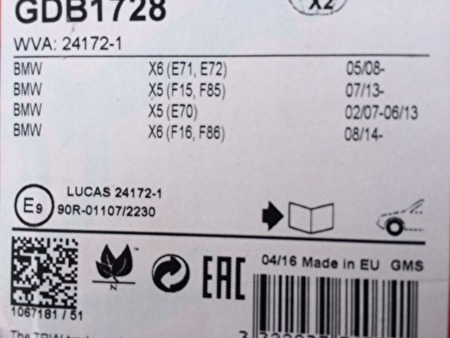 GDB1728
X2
WVA: 24172-1
BMW X6 (E71, E72) 05/08-
BMW X5 (F15, F85) 07/13-
BMW X5 (E70) 02/07-06/13
BMW X6 (F16, F86) 08/14-
LUCAS 24172-1
E9 90R-01107/2230
N
EAC
04/16 Made in EU GMS
1067181 / 51
The TRW